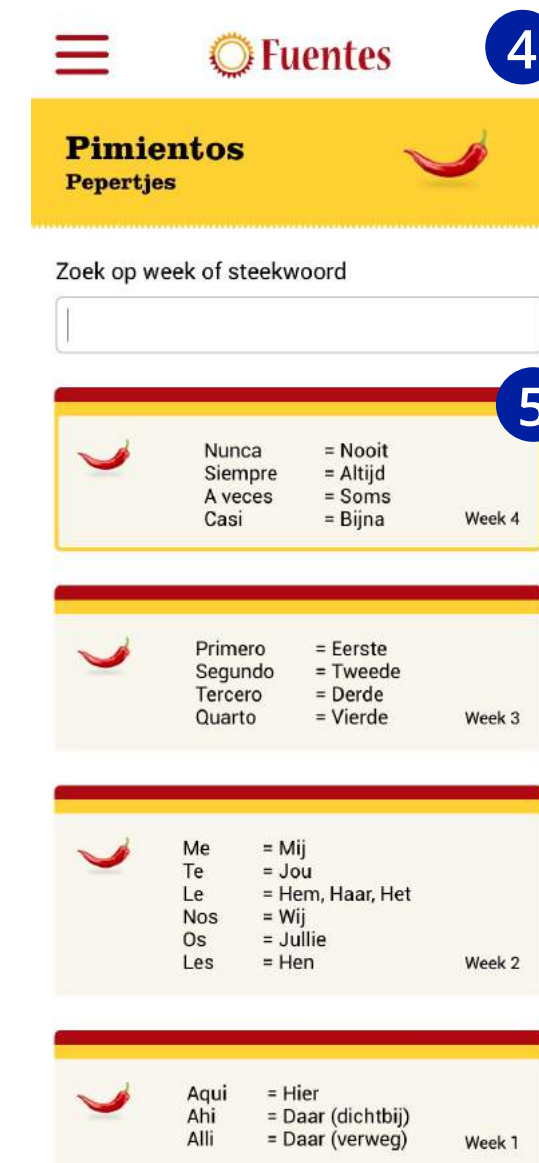 Fuentes
4
Pimientos
Pepertjes
Zoek op week of steekwoord
5
Nunca = Nooit
Siempre = Altijd
A veces = Soms
Casi = Bijna
Week 4
Primero = Eerste
Segundo = Tweede
Tercero = Derde
Quarto = Vierde
Week 3
Me = Mij
Te = Jou
Le = Hem, Haar, Het
Nos = Wij
Os = Jullie
Les = Hen
Week 2
Aqui = Hier
Ahi = Daar (dichtbij)
Alli = Daar (verweg)
Week 1